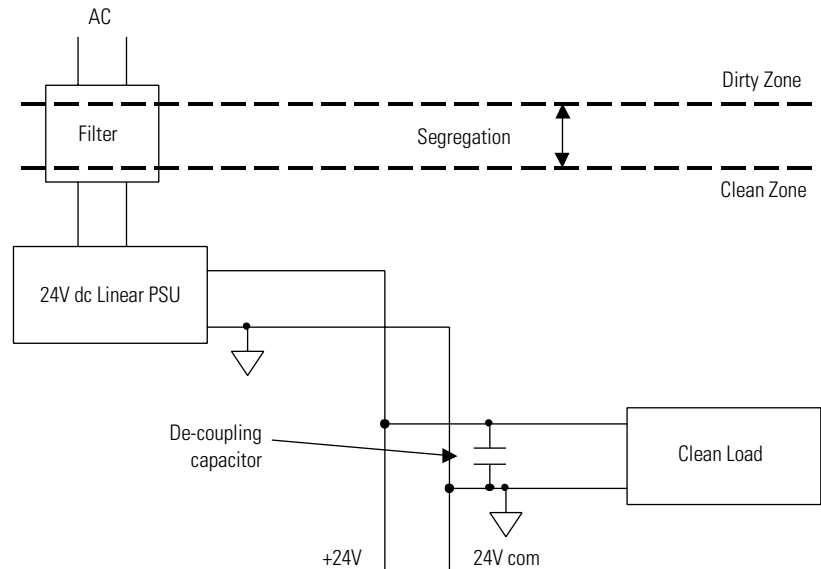 AC
Dirty Zone
Filter
Segregation
Clean Zone
24V dc Linear PSU
De-coupling
capacitor
Clean Load
+24V
24V com